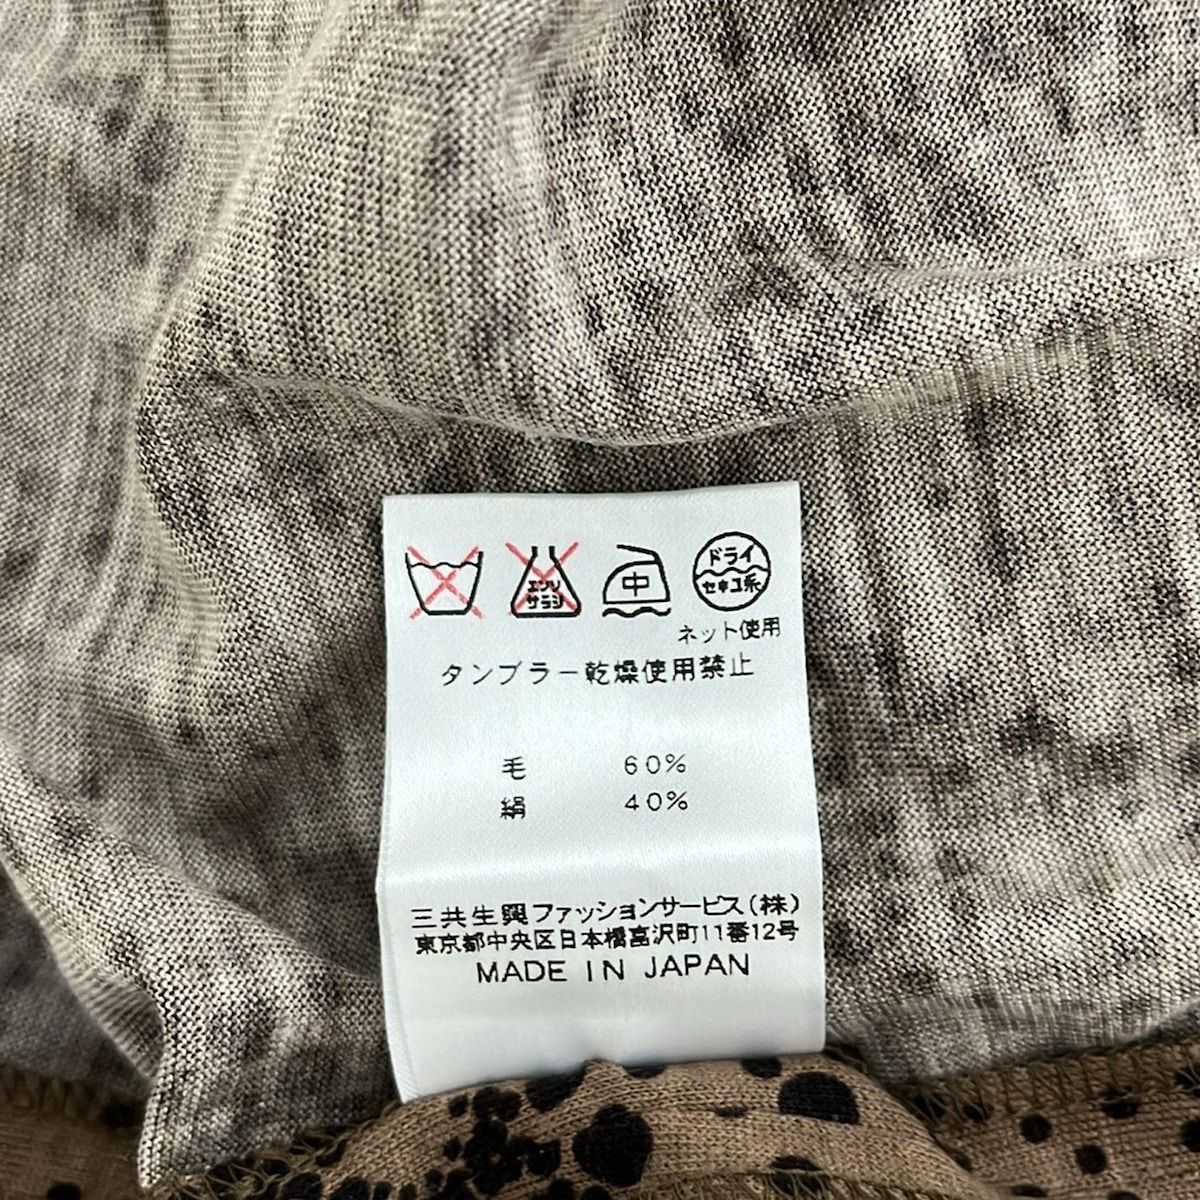 エンソ
サラシ
中
ドライ
セキユ系
ネット使用
タンブラー乾燥使用禁止
毛 60%
絹 40%
三共生興ファッションサービス(株)
東京都中央区日本橋富沢町11番12号
MADE IN JAPAN